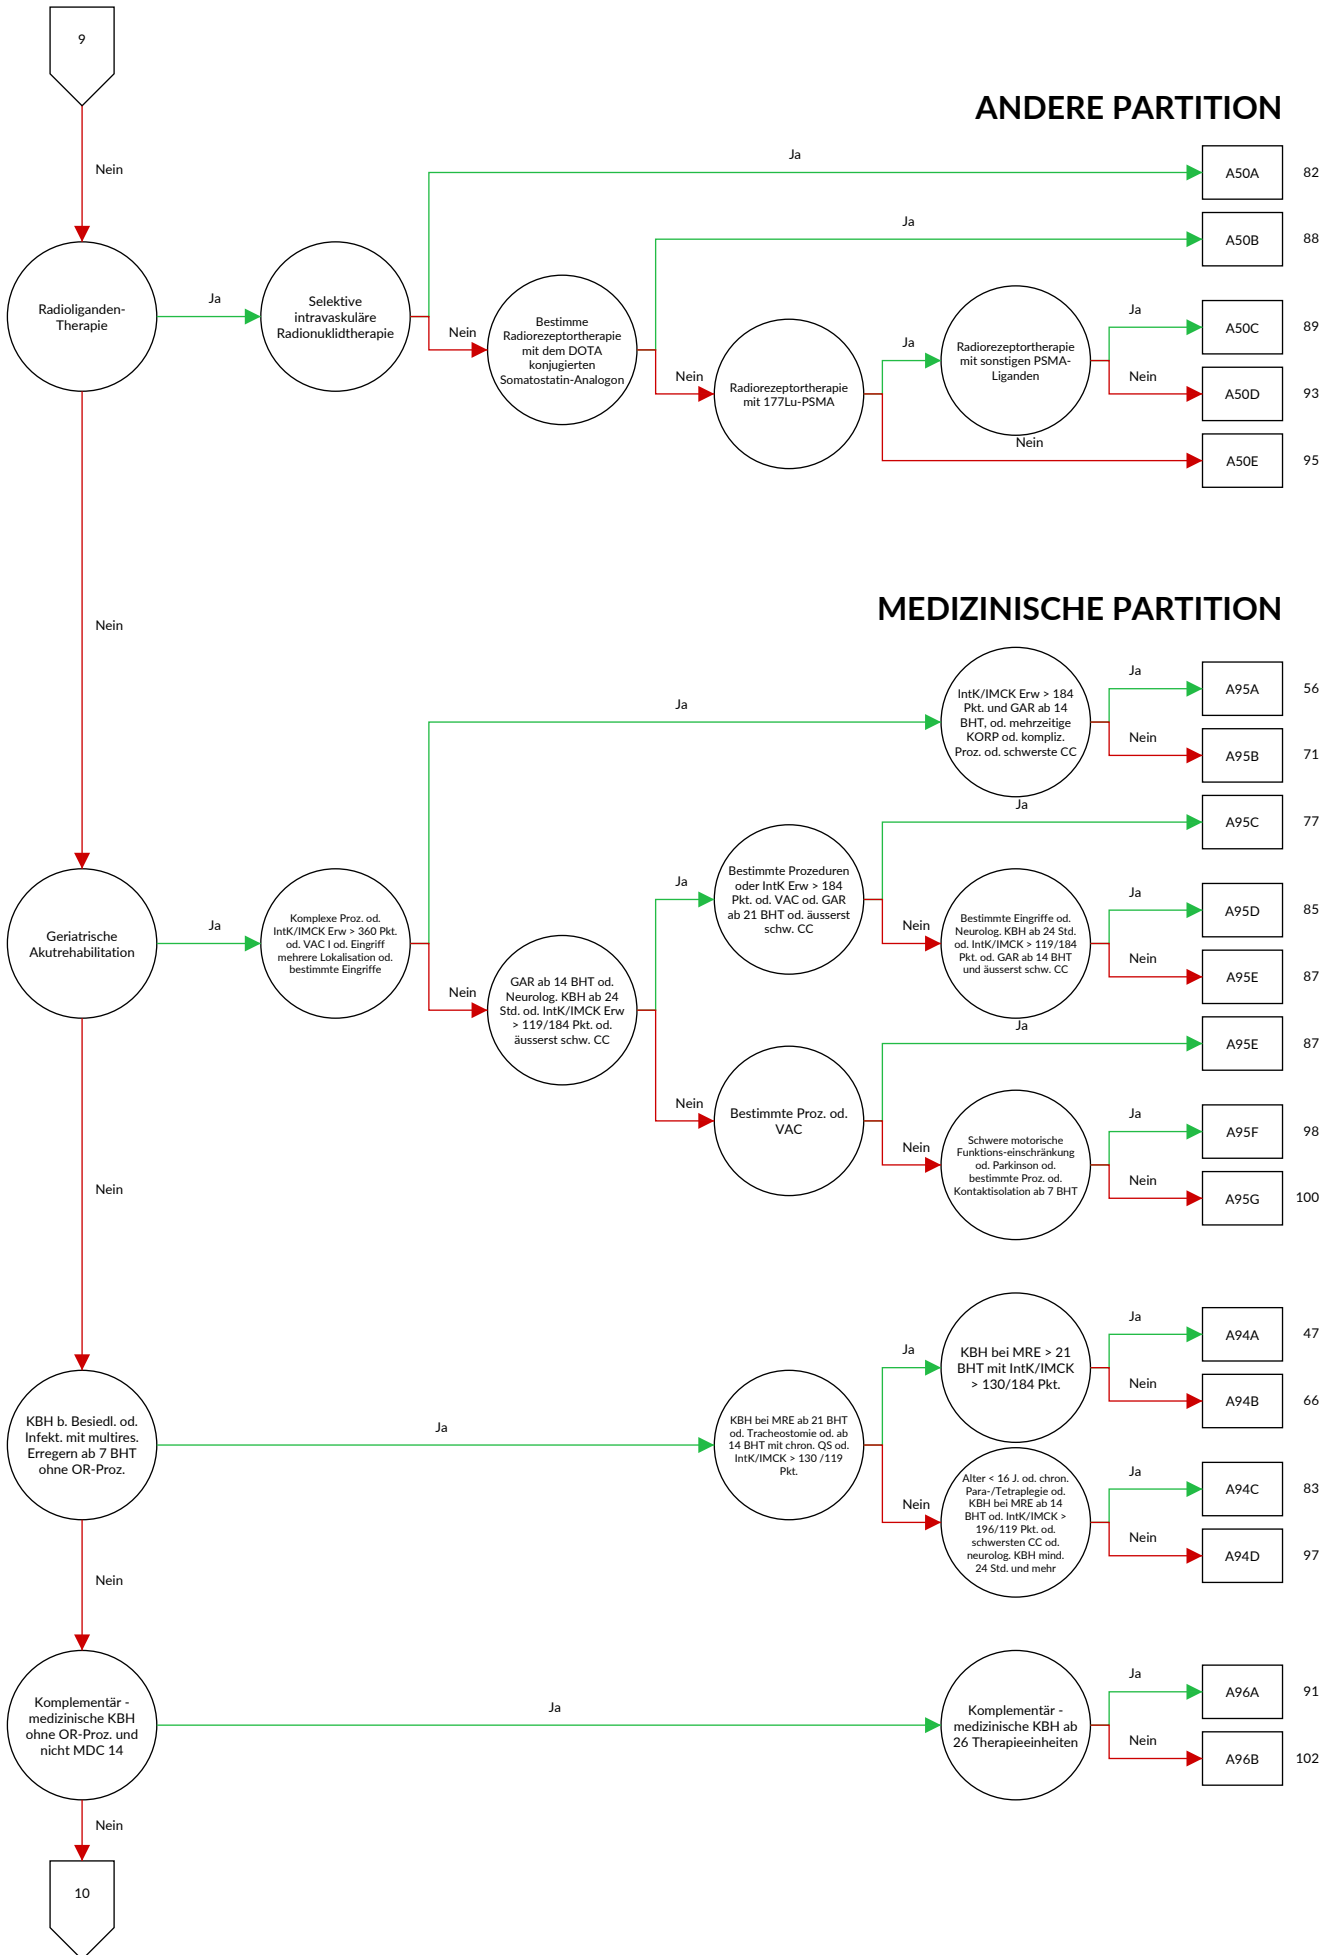 9
Nein
ANDERE PARTITION
Ja
A50A
82
Ja
A50B
88
Radioliganden-
Therapie
Ja
Selektive
intravaskuläre
Radionuklidtherapie
Nein
Bestimme
Radiorezeptortherapie
mit dem DOTA
konjugierten
Somatostatin-Analogon
Nein
Radiorezeptortherapie
mit 177Lu-PSMA
Ja
Radiorezeptortherapie
mit sonstigen PSMA-
Liganden
Ja
A50C
89
Nein
A50D
93
Nein
A50E
95
Nein
MEDIZINISCHE PARTITION
Ja
IntK/IMCK Erw > 184
Pkt. und GAR ab 14
BHT, od. mehrzeitige
KORP od. kompliz.
Proz. od. schwerste CC
Ja
A95A
56
Nein
A95B
71
Ja
A95C
77
Geriatrische
Akutrehabilitation
Ja
Komplexe Proz. od.
IntK/IMCK Erw > 360 Pkt.
od. VAC I od. Eingriff
mehrere Lokalisation od.
bestimmte Eingriffe
Nein
GAR ab 14 BHT od.
Neurolog. KBH ab 24
Std. od. IntK/IMCK Erw
> 119/184 Pkt. od.
äusserst schw. CC
Ja
Bestimmte Prozeduren
oder IntK Erw > 184
Pkt. od. VAC od. GAR
ab 21 BHT od. äusserst
schw. CC
Nein
Bestimmte Eingriffe od.
Neurolog. KBH ab 24 Std.
od. IntK/IMCK > 119/184
Pkt. od. GAR ab 14 BHT
und äusserst schw. CC
Ja
A95D
85
Nein
A95E
87
Ja
A95E
87
Nein
Bestimmte Proz. od.
VAC
Nein
Schwere motorische
Funktions-einschränkung
od. Parkinson od.
bestimmte Proz. od.
Kontaktisolation ab 7 BHT
Ja
A95F
98
Nein
A95G
100
Nein
KBH b. Besiedl. od.
Infekt. mit multires.
Erregern ab 7 BHT
ohne OR-Proz.
Ja
KBH bei MRE ab 21 BHT
od. Tracheostomie od. ab
14 BHT mit chron. QS od.
IntK/IMCK > 130 /119
Pkt.
Ja
KBH bei MRE > 21
BHT mit IntK/IMCK
> 130/184 Pkt.
Ja
A94A
47
Nein
A94B
66
Nein
Alter < 16 J. od. chron.
Para-/Tetraplegie od.
KBH bei MRE ab 14
BHT od. IntK/IMCK >
196/119 Pkt. od.
schwersten CC od.
neurolog. KBH mind.
24 Std. und mehr
Ja
A94C
83
Nein
A94D
97
Nein
Komplementär -
medizinische KBH
ohne OR-Proz. und
nicht MDC 14
Ja
Komplementär -
medizinische KBH ab
26 Therapieeinheiten
Ja
A96A
91
Nein
A96B
102
Nein
10